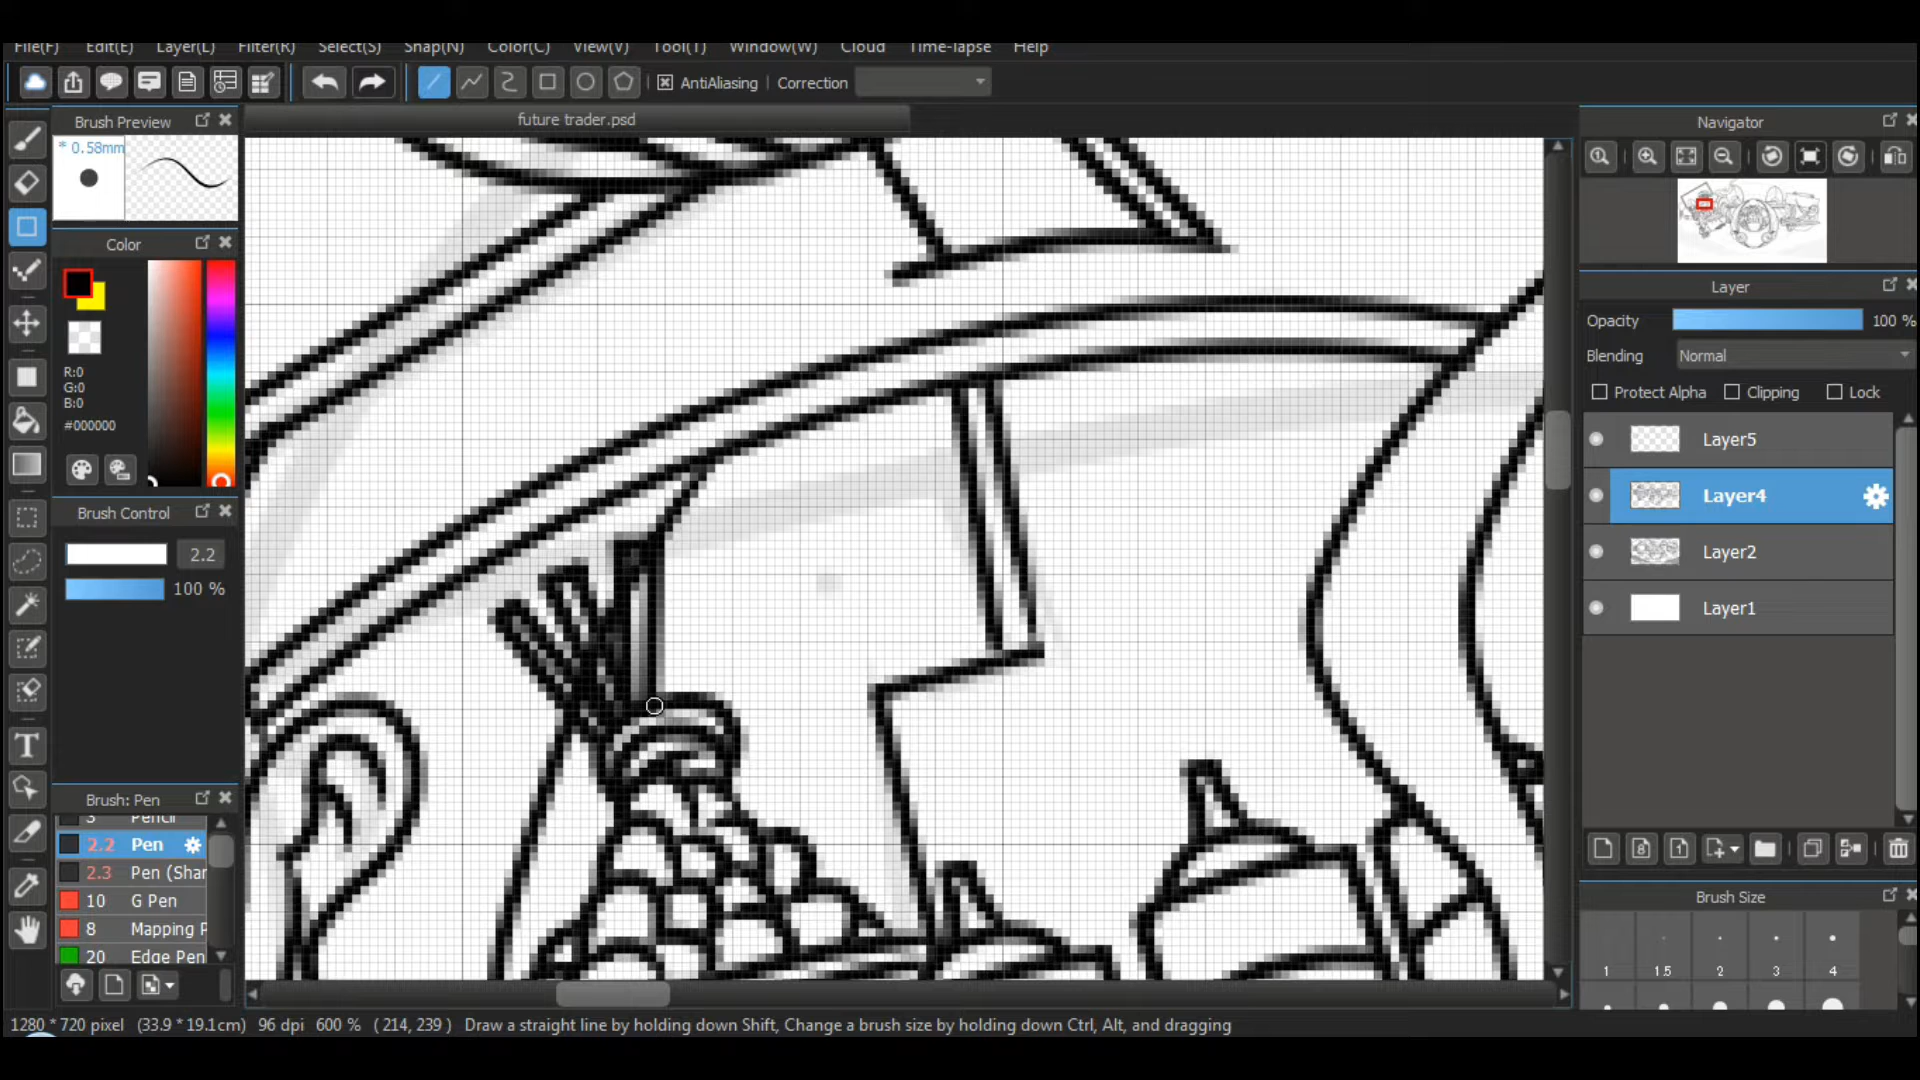 File(F) Edit(E) Layer(L) Filter(R) Select(S) Snap(N) Color(C) View(V) Tool(T) Window(W) Cloud Time-lapse Help
AntiAliasing Correction
Brush Preview
* 0.58mm
future trader.psd
Navigator
Color
R:0
G:0
B:0
#000000
Layer
Opacity 100 %
Blending Normal
Protect Alpha Clipping Lock
Layer5
Layer4
Layer2
Layer1
Brush Control
2.2
100 %
Brush: Pen
3 Pencil
2.2 Pen
2.3 Pen (Shar
10 G Pen
8 Mapping P
20 Edge Pen
Brush Size
1 1.5 2 3 4
1280 * 720 pixel (33.9 * 19.1cm) 96 dpi 600 % ( 214, 239 ) Draw a straight line by holding down Shift, Change a brush size by holding down Ctrl, Alt, and dragging